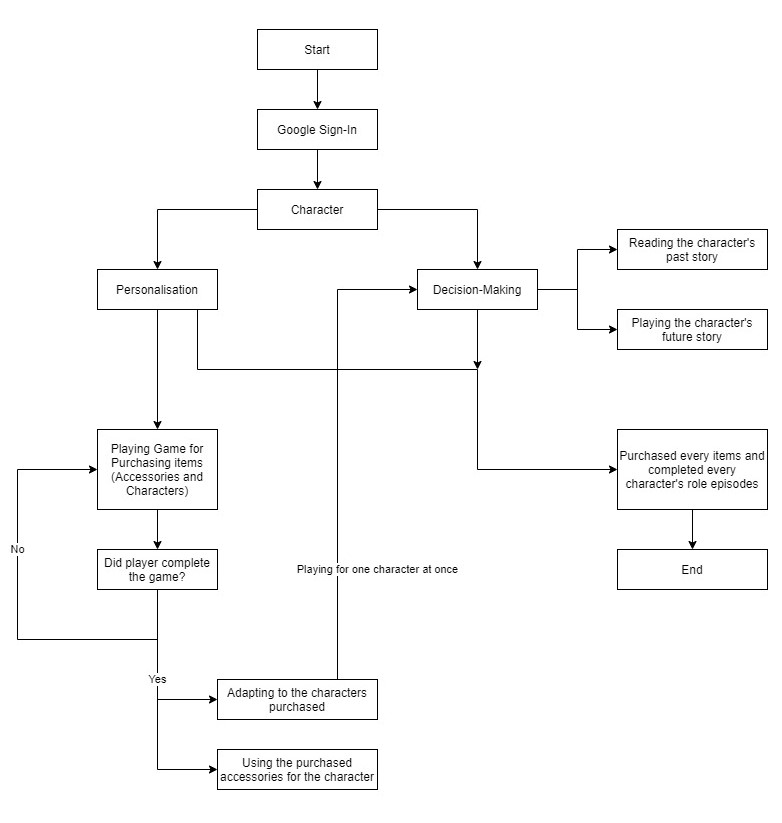 Start
Google Sign-In
Character
Personalisation
Decision-Making
Reading the character's
past story
Playing the character's
future story
Playing Game for
Purchasing items
(Accessories and
Characters)
Purchased every items and
completed every
character's role episodes
No
Did player complete
the game?
Playing for one character at once
End
Yes
Adapting to the characters
purchased
Using the purchased
accessories for the character